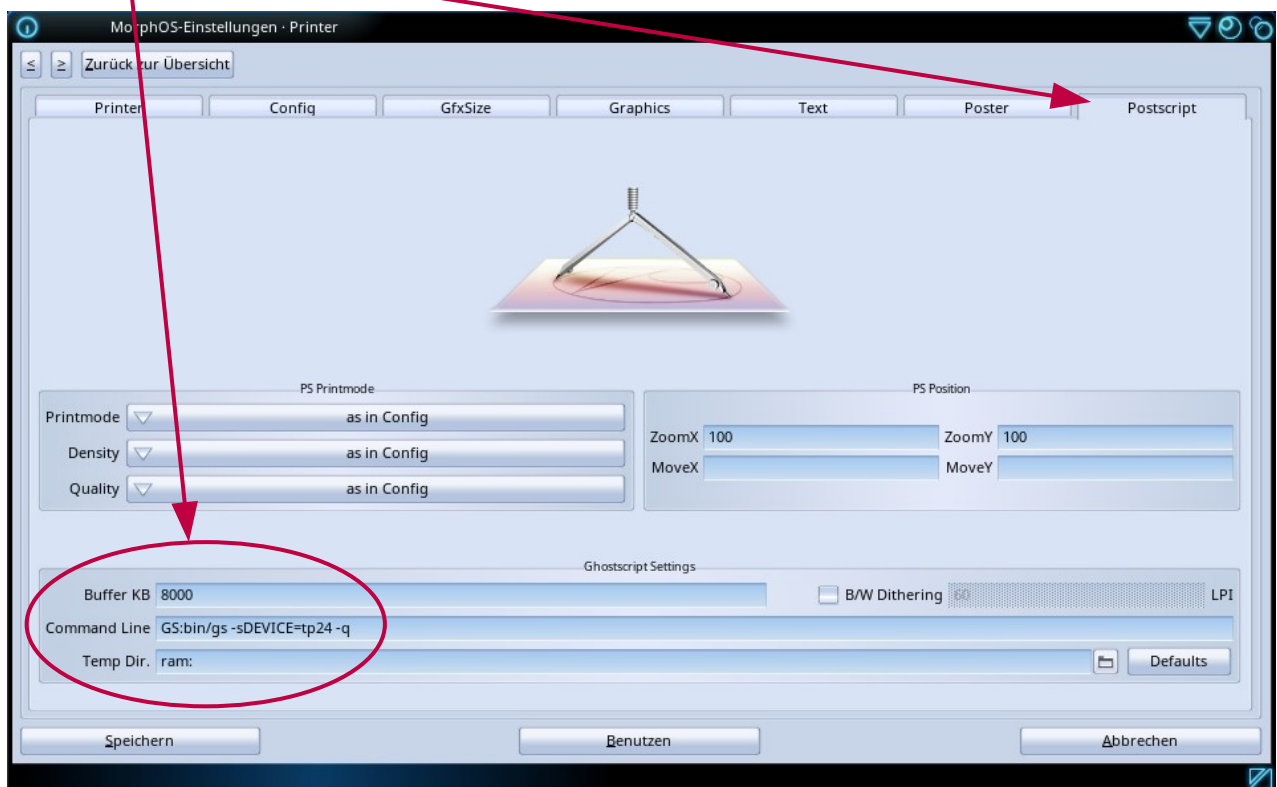 MorphOS-Einstellungen · Printer
≤ ≥ Zurück zur Übersicht
Printer Config GfxSize Graphics Text Poster Postscript
PS Printmode
Printmode as in Config
Density as in Config
Quality as in Config
PS Position
ZoomX 100 ZoomY 100
MoveX MoveY
Ghostscript Settings
Buffer KB 8000 B/W Dithering 60 LPI
Command Line GS:bin/gs -sDEVICE=tp24 -q
Temp Dir. ram: Defaults
Speichern Benutzen Abbrechen